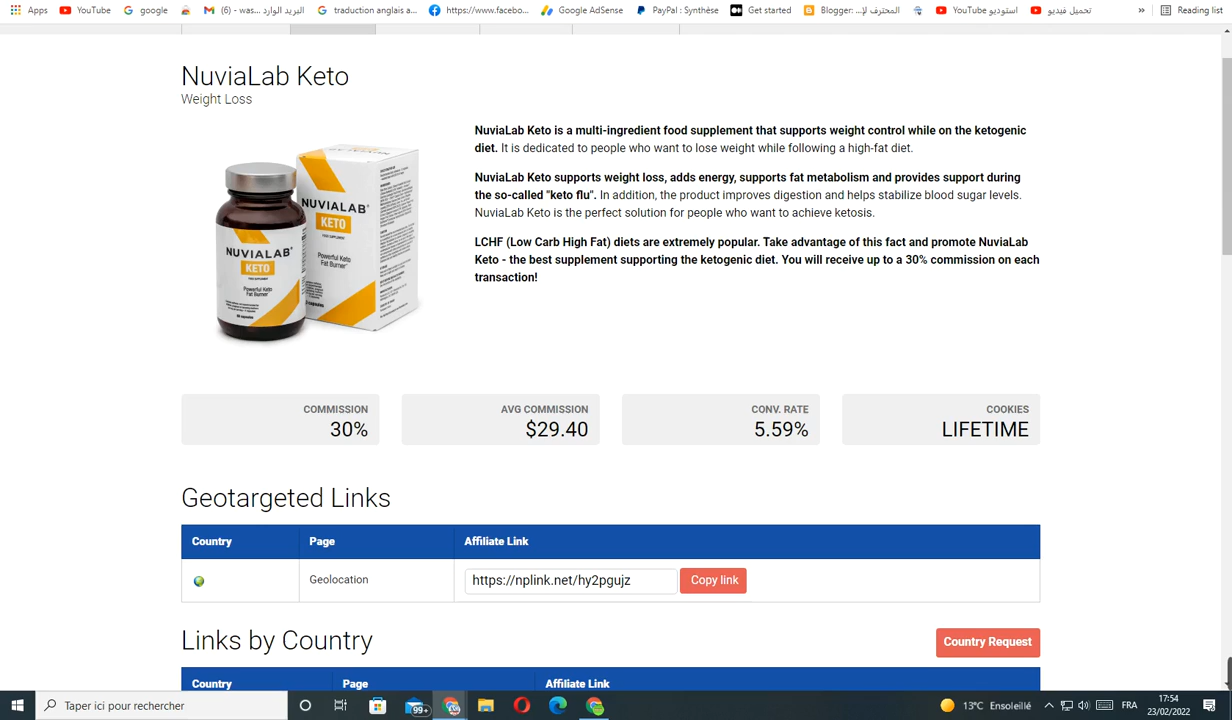 Apps YouTube google (6) - was... البريد الوارد traduction anglais a... https://www.facebo... Google AdSense PayPal : Synthèse Get started Blogger: ...المحترف لإ استوديو YouTube تحميل فيديو » Reading list
NuviaLab Keto
Weight Loss
NuviaLab Keto is a multi-ingredient food supplement that supports weight control while on the ketogenic
diet. It is dedicated to people who want to lose weight while following a high-fat diet.
NuviaLab Keto supports weight loss, adds energy, supports fat metabolism and provides support during
the so-called "keto flu". In addition, the product improves digestion and helps stabilize blood sugar levels.
NuviaLab Keto is the perfect solution for people who want to achieve ketosis.
LCHF (Low Carb High Fat) diets are extremely popular. Take advantage of this fact and promote NuviaLab
Keto - the best supplement supporting the ketogenic diet. You will receive up to a 30% commission on each
transaction!
NUVIALAB®
KETO
FOOD SUPPLEMENT
Powerful Keto
Fat Burner
NUVIALAB®
KETO
Powerful Keto
Fat Burner
capsules
COMMISSION
30%
AVG COMMISSION
$29.40
CONV. RATE
5.59%
COOKIES
LIFETIME
Geotargeted Links
Country Page Affiliate Link
Geolocation https://nplink.net/hy2pgujz Copy link
Links by Country Country Request
Country Page Affiliate Link
Taper ici pour rechercher 99+ 13°C Ensoleillé FRA 17:54
23/02/2022